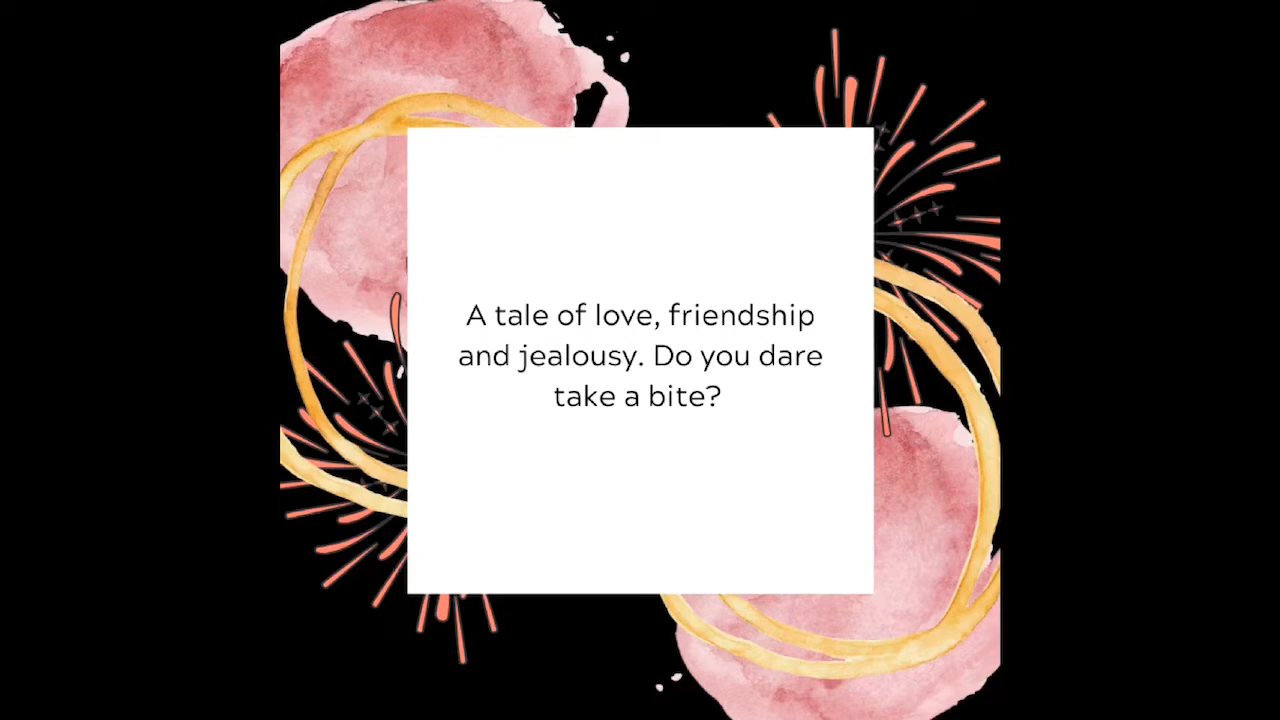 A tale of love, friendship
and jealousy. Do you dare
take a bite?